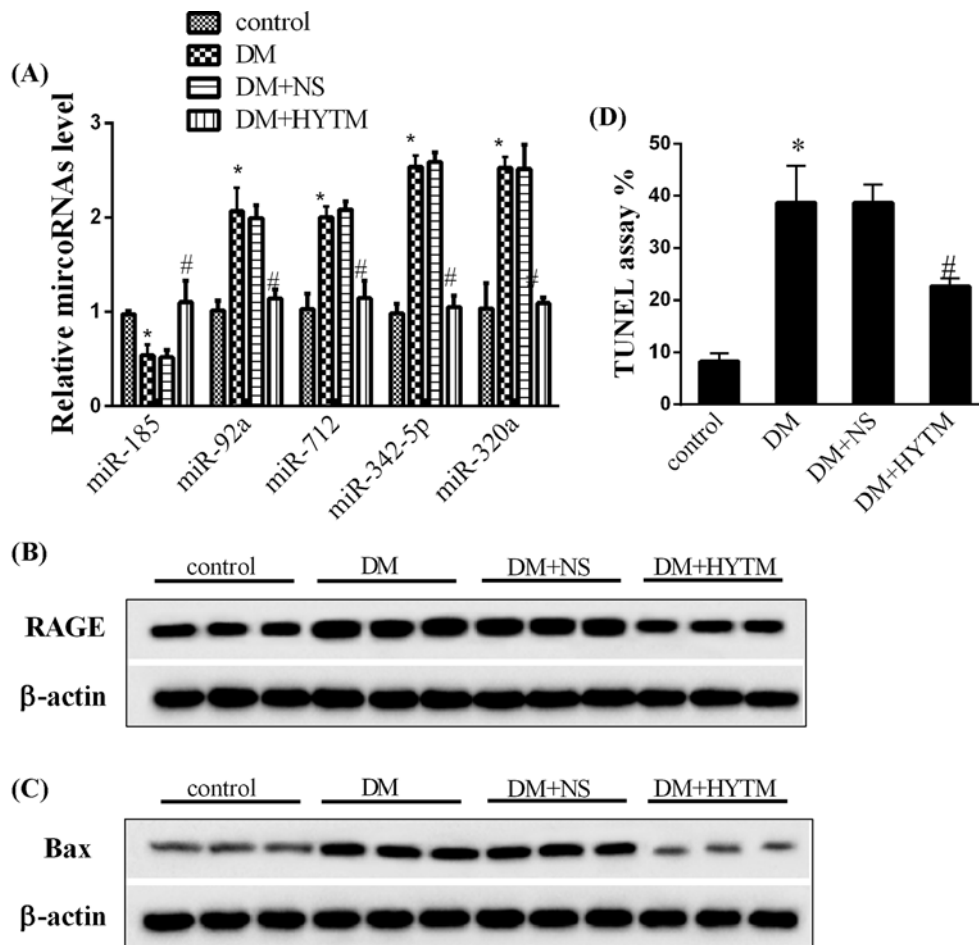 control
DM
DM+NS
DM+HYTM
(A)
Relative mircoRNAs level
3
2
1
0
* # * # * # * # * #
miR-185
miR-92a
miR-712
miR-342-5p
miR-320a
(D)
TUNEL assay %
50
40
30
20
10
0
* #
control
DM
DM+NS
DM+HYTM
(B)
control DM DM+NS DM+HYTM
RAGE
β-actin
(C)
control DM DM+NS DM+HYTM
Bax
β-actin